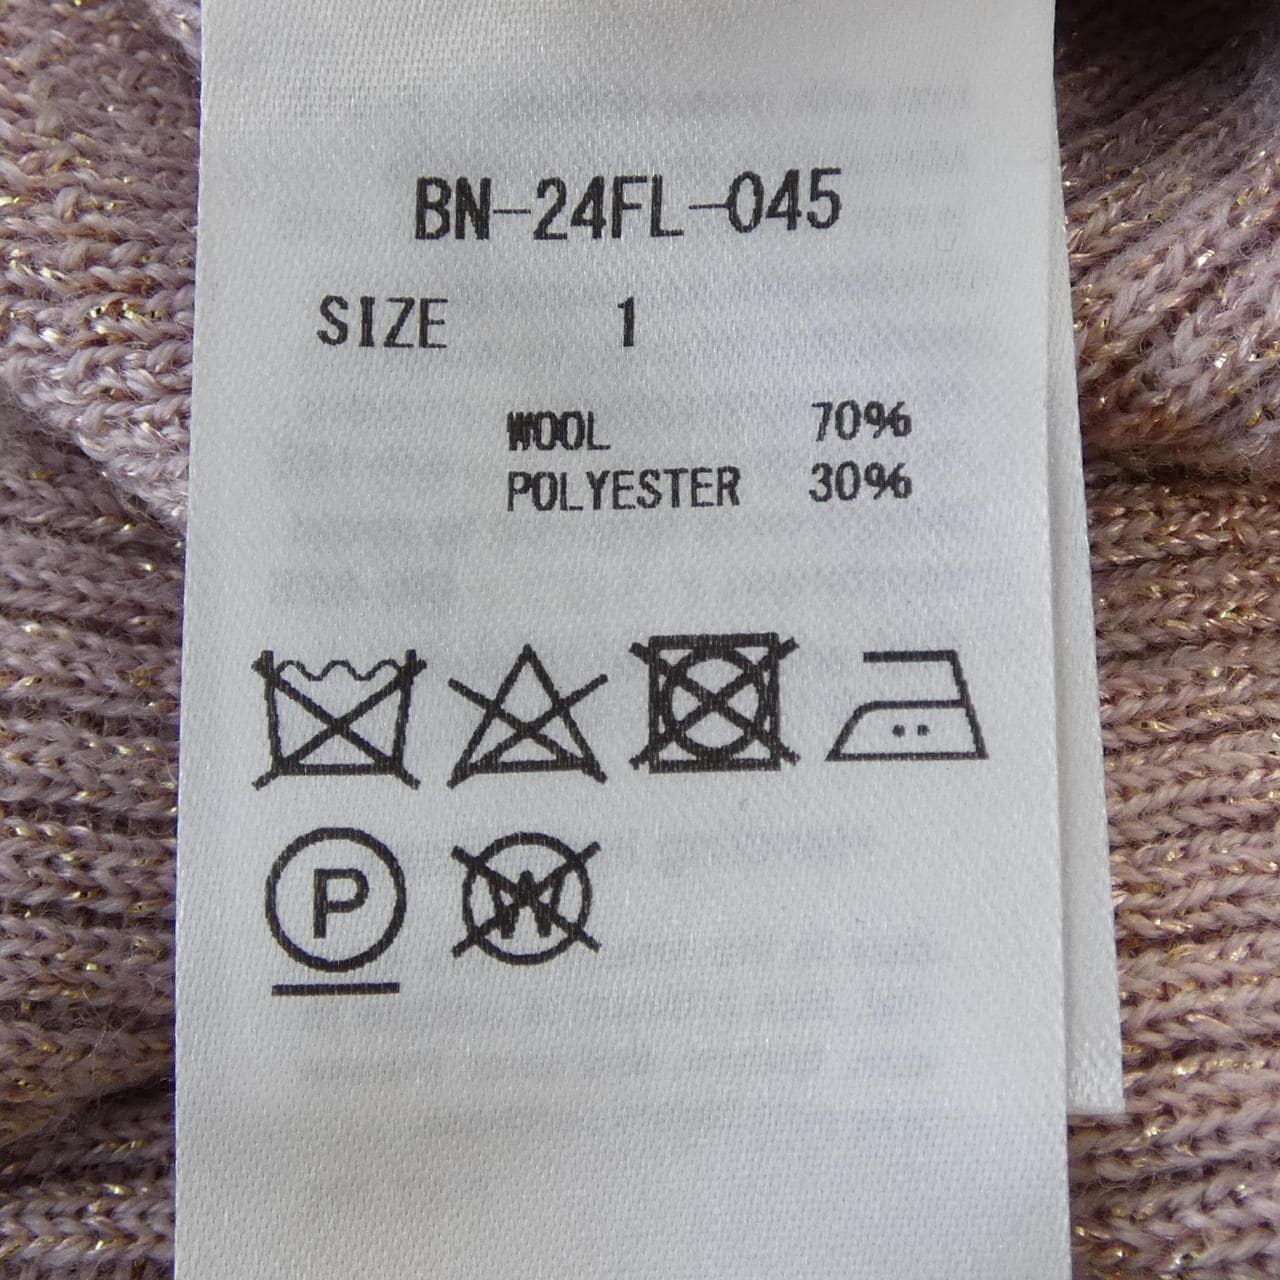 BN-24FL-045
SIZE 1
WOOL 70%
POLYESTER 30%
P
W